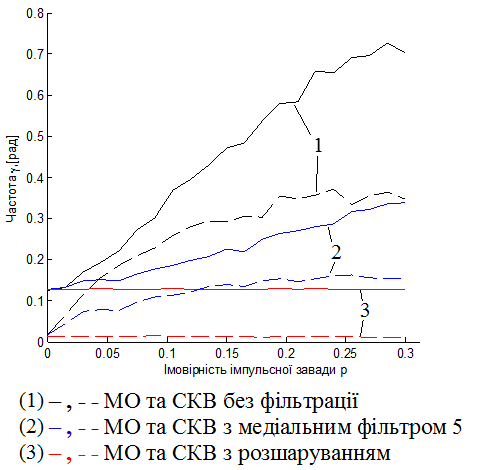 0.8
0.7
0.6
0.5
0.4
0.3
0.2
0.1
0
Частота γ,[рад]
1
2
3
0 0.05 0.1 0.15 0.2 0.25 0.3
Імовірність імпульсної завади p
(1) – , - - МО та СКВ без фільтрації
(2) – , - - МО та СКВ з медіальним фільтром 5
(3) – , - - МО та СКВ з розшаруванням